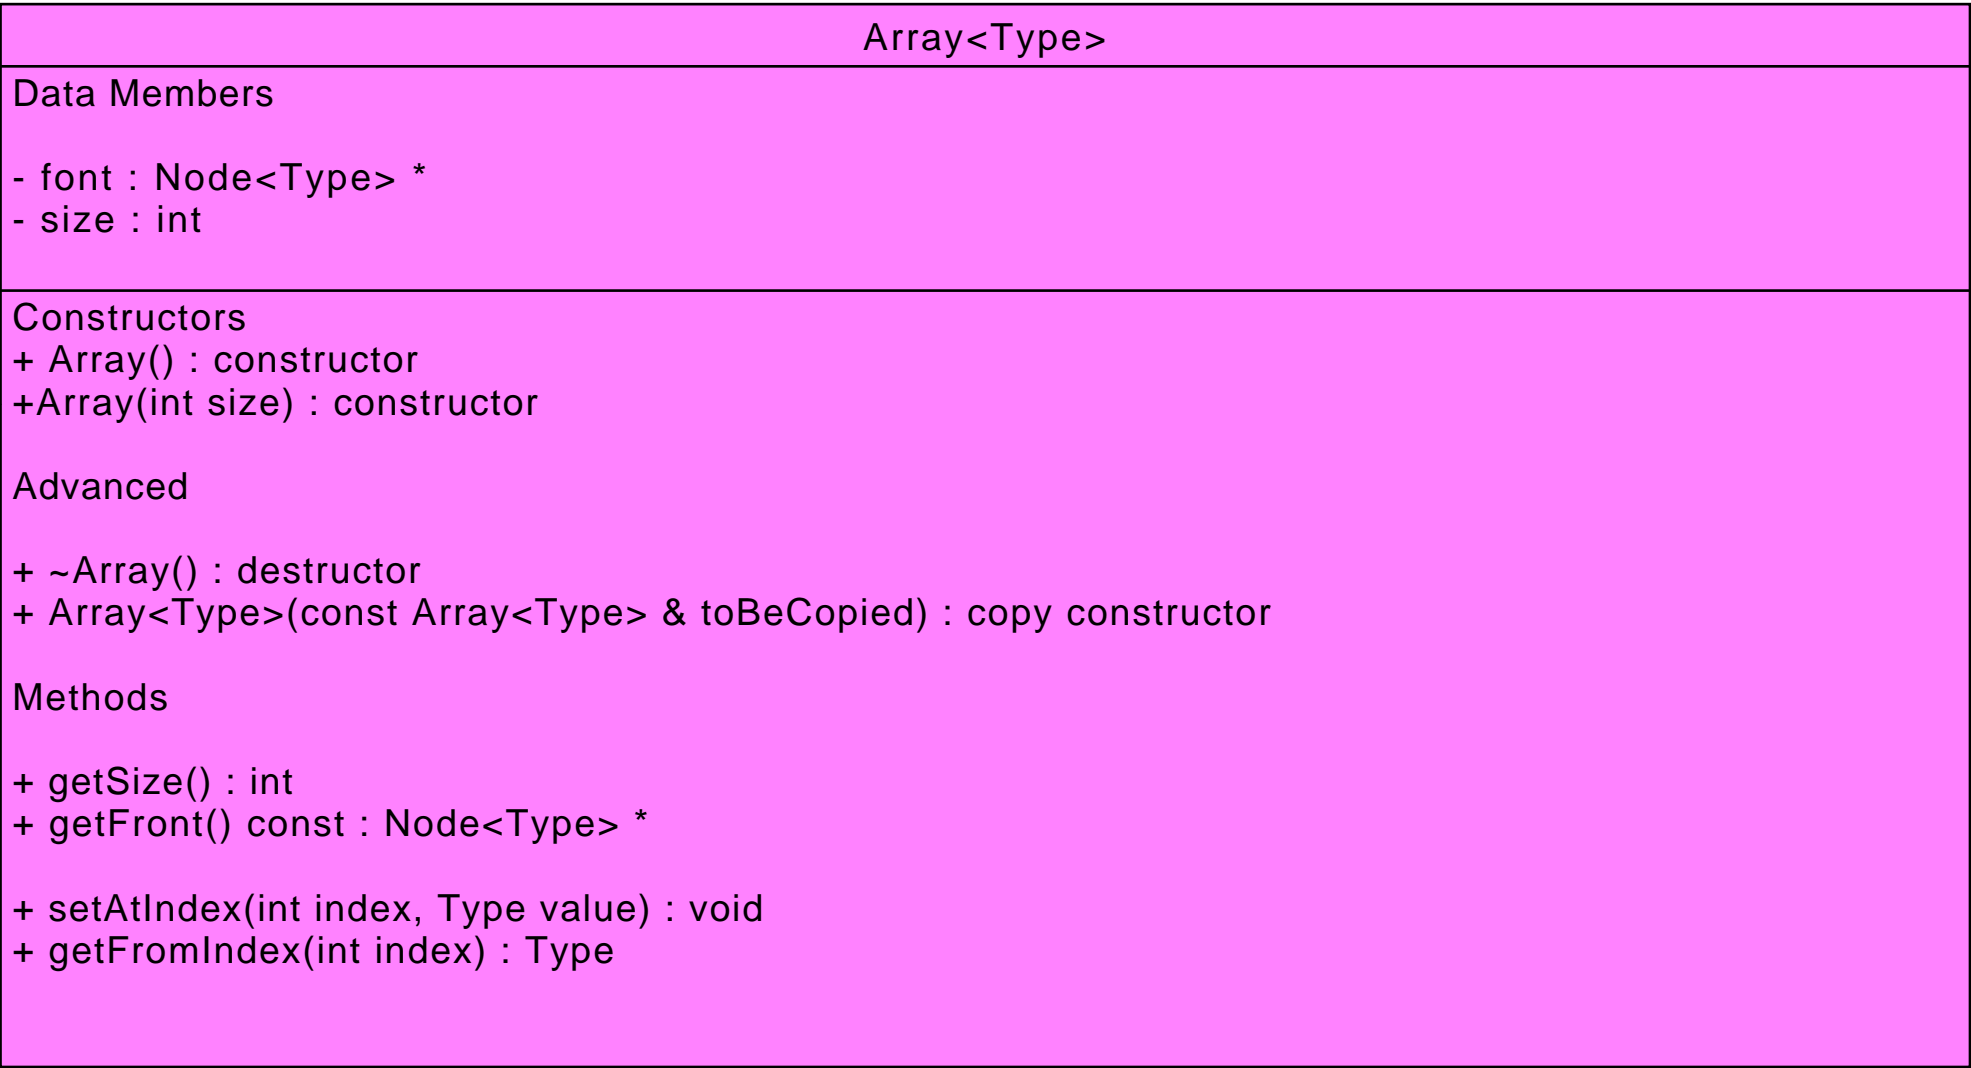 Array<Type>
Data Members
- font : Node<Type> *
- size : int
Constructors
+ Array() : constructor
+Array(int size) : constructor
Advanced
+ ~Array() : destructor
+ Array<Type>(const Array<Type> & toBeCopied) : copy constructor
Methods
+ getSize() : int
+ getFront() const : Node<Type> *
+ setAtIndex(int index, Type value) : void
+ getFromIndex(int index) : Type